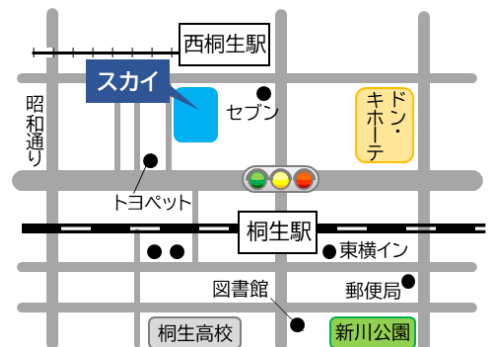 西桐生駅
スカイ
昭和通り
セブン
ドン・
キホーテ
トヨペット
桐生駅
東横イン
図書館
郵便局
桐生高校
新川公園